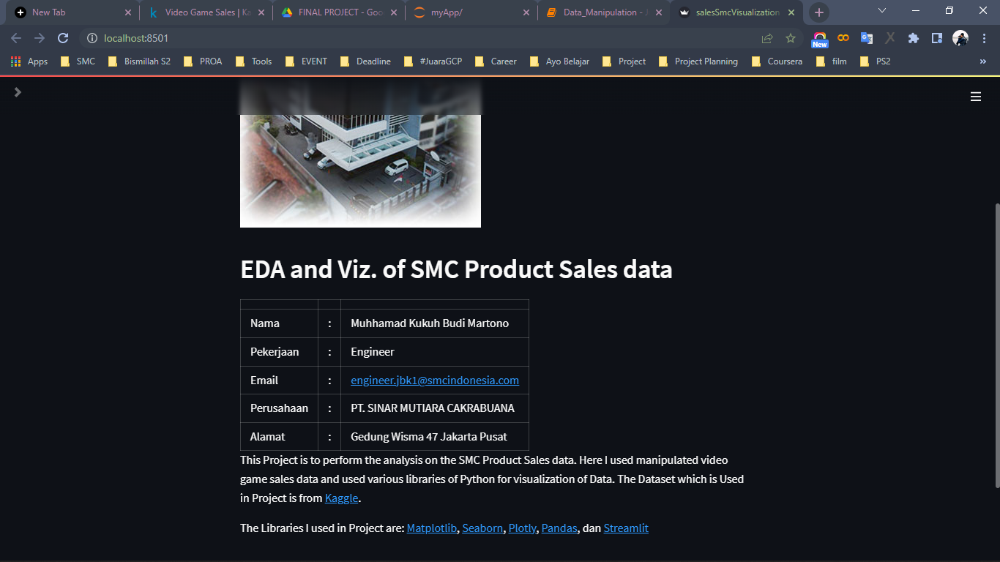 New Tab
Video Game Sales | Ka
FINAL PROJECT - Goo
myApp/
Data_Manipulation - J
salesSmcVisualization
localhost:8501
New
Apps
SMC
Bismillah S2
PROA
Tools
EVENT
Deadline
#JuaraGCP
Career
Ayo Belajar
Project
Project Planning
Coursera
film
PS2
EDA and Viz. of SMC Product Sales data
Nama : Muhhamad Kukuh Budi Martono
Pekerjaan : Engineer
Email : engineer.jbk1@smcindonesia.com
Perusahaan : PT. SINAR MUTIARA CAKRABUANA
Alamat : Gedung Wisma 47 Jakarta Pusat
This Project is to perform the analysis on the SMC Product Sales data. Here I used manipulated video
game sales data and used various libraries of Python for visualization of Data. The Dataset which is Used
in Project is from Kaggle.
The Libraries I used in Project are: Matplotlib, Seaborn, Plotly, Pandas, dan Streamlit